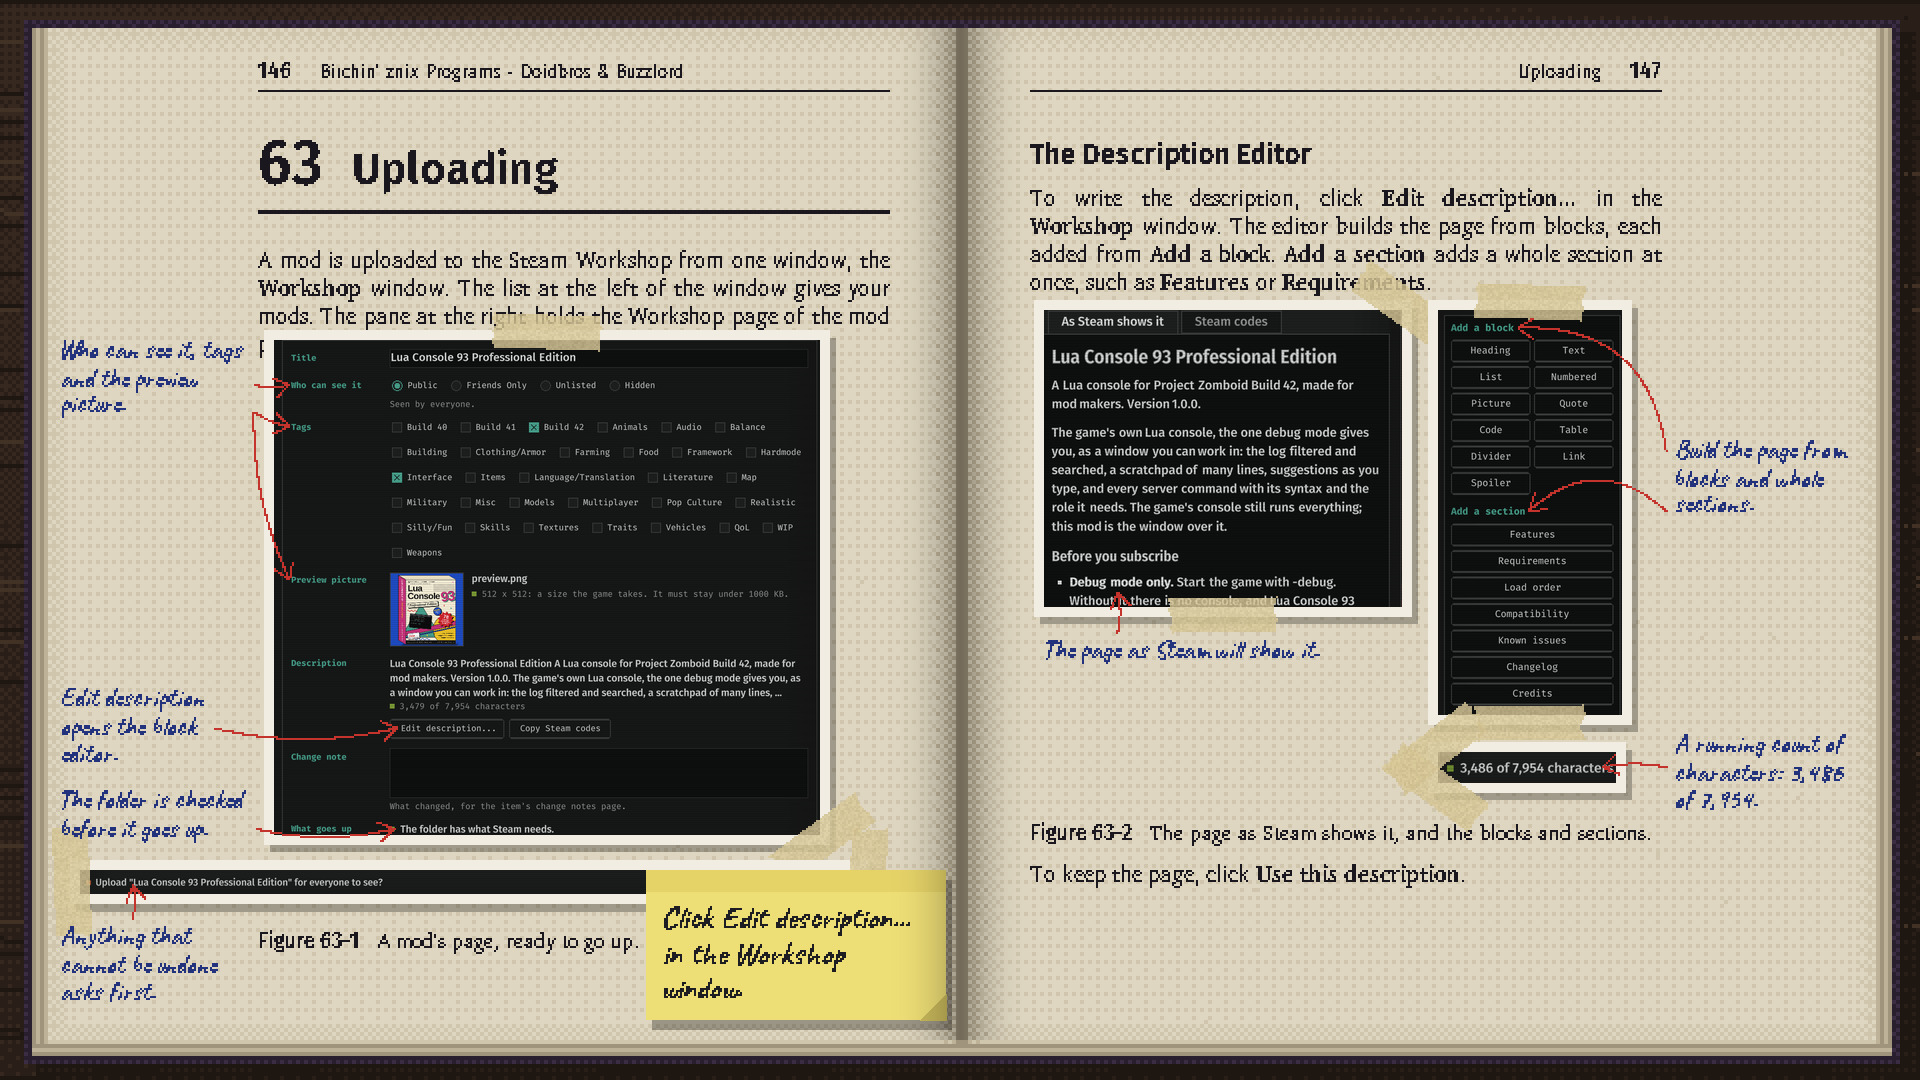 146 Birchin' znix Programs - Doidbros & Buzzlord
63 Uploading
A mod is uploaded to the Steam Workshop from one window, the
Workshop window. The list at the left of the window gives your
mods. The pane at the right holds the Workshop page of the mod
Who can see it, tags
and the preview
picture.
Title Lua Console 93 Professional Edition
Who can see it Public Friends Only Unlisted Hidden
Seen by everyone.
Tags Build 40 Build 41 Build 42 Animals Audio Balance
Building Clothing/Armor Farming Food Framework Hardmode
Interface Items Language/Translation Literature Map
Military Misc Models Multiplayer Pop Culture Realistic
Silly/Fun Skills Textures Traits Vehicles QoL WIP
Weapons
Preview picture preview.png
512 x 512: a size the game takes. It must stay under 1000 KB.
Lua
Console 93
Description Lua Console 93 Professional Edition A Lua console for Project Zomboid Build 42, made for
mod makers. Version 1.0.0. The game's own Lua console, the one debug mode gives you, as
a window you can work in: the log filtered and searched, a scratchpad of many lines, ...
3,479 of 7,954 characters
Edit description... Copy Steam codes
Change note
What changed, for the item's change notes page.
What goes up The folder has what Steam needs.
Edit description
opens the block
editor.
The folder is checked
before it goes up.
Upload "Lua Console 93 Professional Edition" for everyone to see?
Anything that
cannot be undone
asks first.
Figure 63-1 A mod's page, ready to go up.
Click Edit description...
in the Workshop
window.
Uploading 147
The Description Editor
To write the description, click Edit description... in the
Workshop window. The editor builds the page from blocks, each
added from Add a block. Add a section adds a whole section at
once, such as Features or Requirements.
As Steam shows it Steam codes
Lua Console 93 Professional Edition
A Lua console for Project Zomboid Build 42, made for
mod makers. Version 1.0.0.
The game's own Lua console, the one debug mode gives
you, as a window you can work in: the log filtered and
searched, a scratchpad of many lines, suggestions as you
type, and every server command with its syntax and the
role it needs. The game's console still runs everything;
this mod is the window over it.
Before you subscribe
Debug mode only. Start the game with -debug.
Without it there is no console, and Lua Console 93
The page as Steam will show it.
Add a block
Heading Text
List Numbered
Picture Quote
Code Table
Divider Link
Spoiler
Add a section
Features
Requirements
Load order
Compatibility
Known issues
Changelog
Credits
Build the page from
blocks and whole
sections.
3,486 of 7,954 characters
A running count of
characters: 3,486
of 7,954.
Figure 63-2 The page as Steam shows it, and the blocks and sections.
To keep the page, click Use this description.